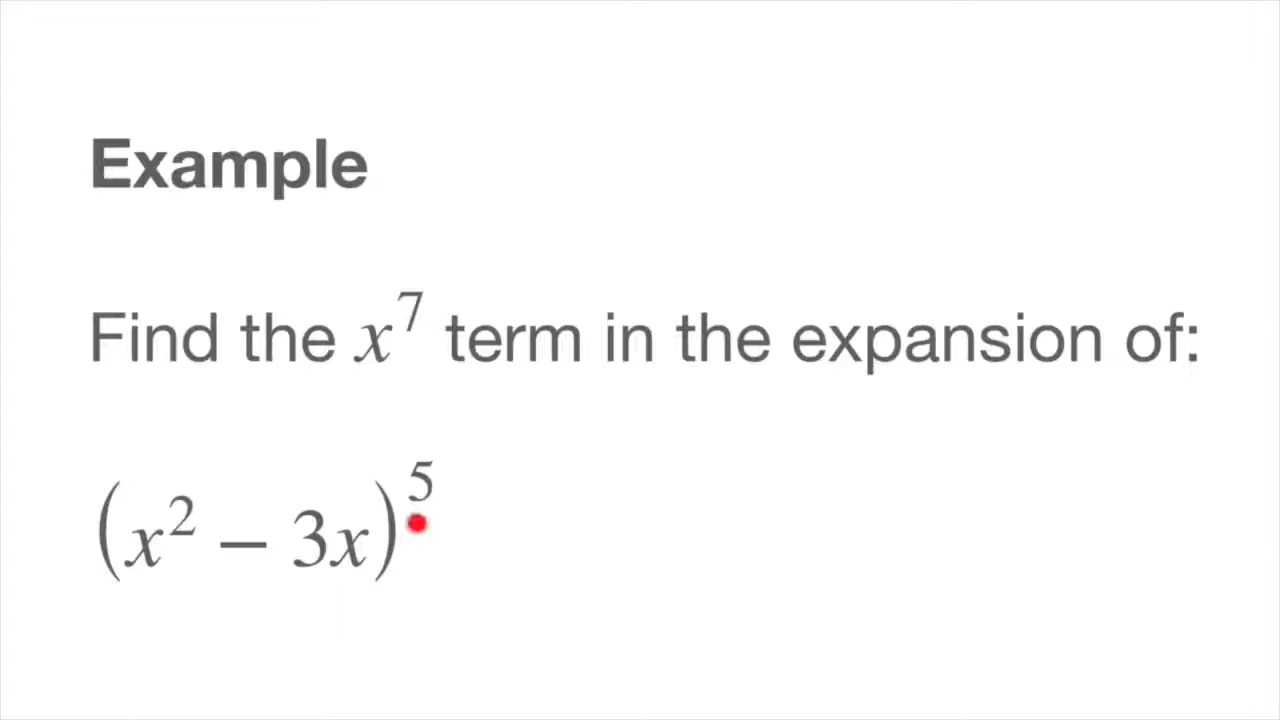 Example
Find the x⁷ term in the expansion of:
(x² − 3x)⁵